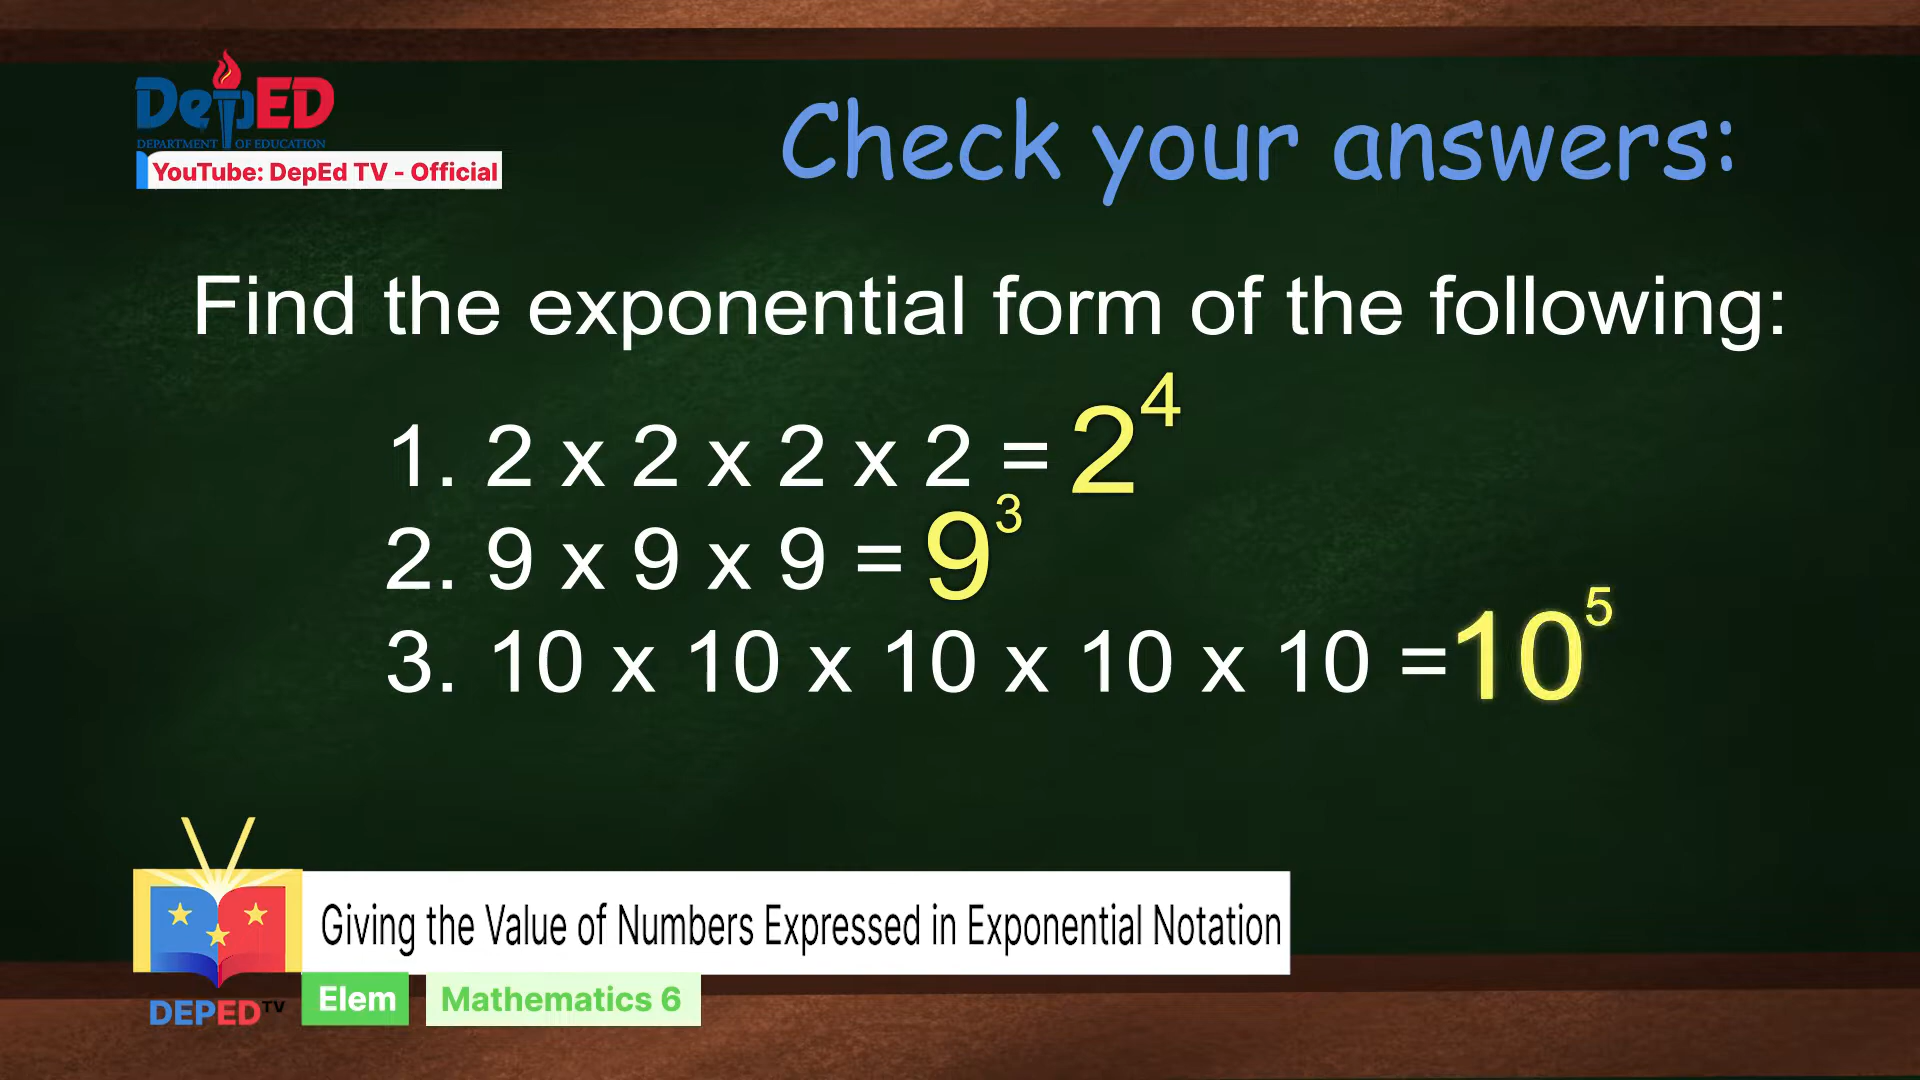 DepED
DEPARTMENT OF EDUCATION
YouTube: DepEd TV - Official
Check your answers:
Find the exponential form of the following:
1. 2 x 2 x 2 x 2 = 2⁴
2. 9 x 9 x 9 = 9³
3. 10 x 10 x 10 x 10 x 10 =10⁵
Giving the Value of Numbers Expressed in Exponential Notation
DEPED TV
Elem Mathematics 6